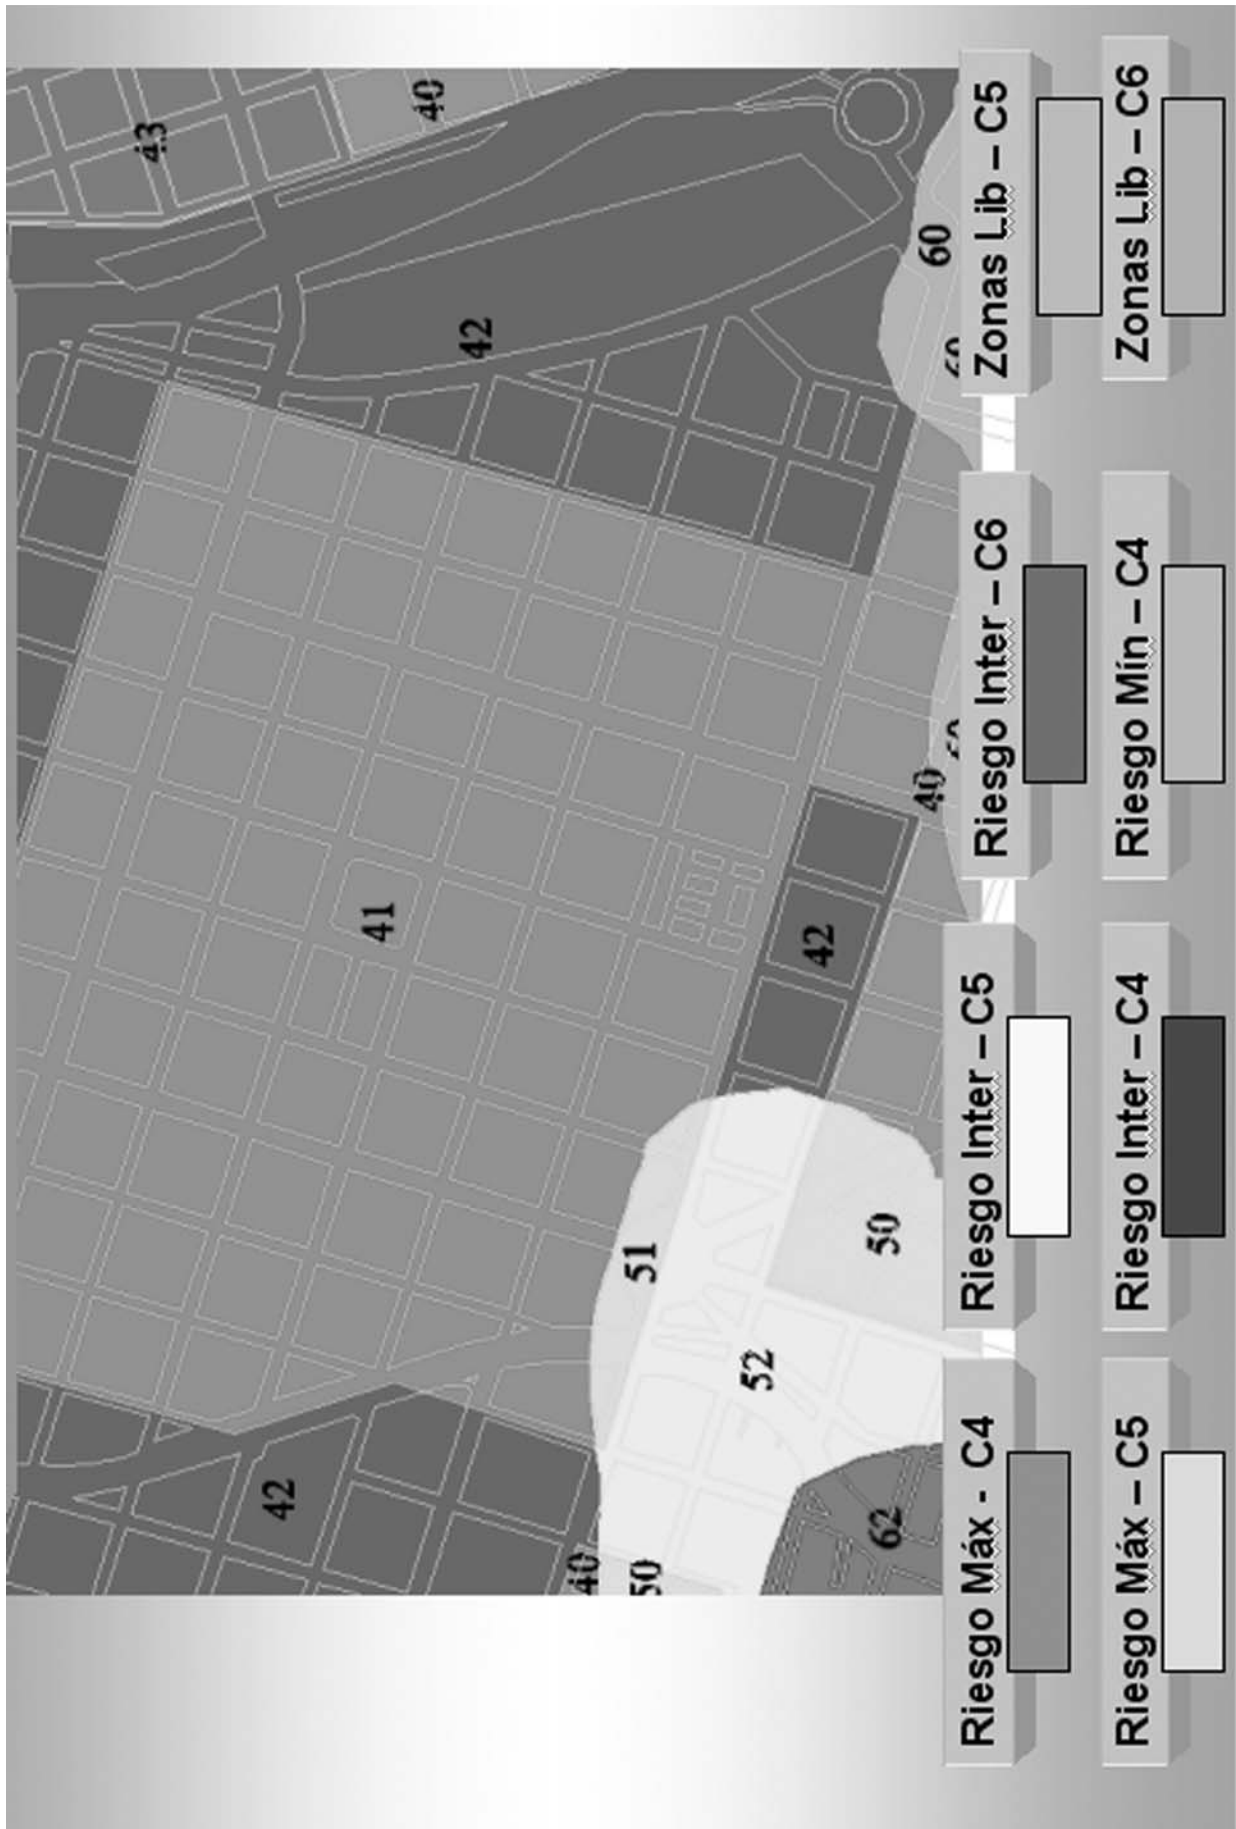 43
42
41
40
42
40
51
50
52
42
62
50
40
60
Riesgo Máx - C4
Riesgo Inter – C5
Riesgo Inter – C6
Zonas Lib – C5
Riesgo Máx – C5
Riesgo Inter – C4
Riesgo Mín – C4
Zonas Lib – C6